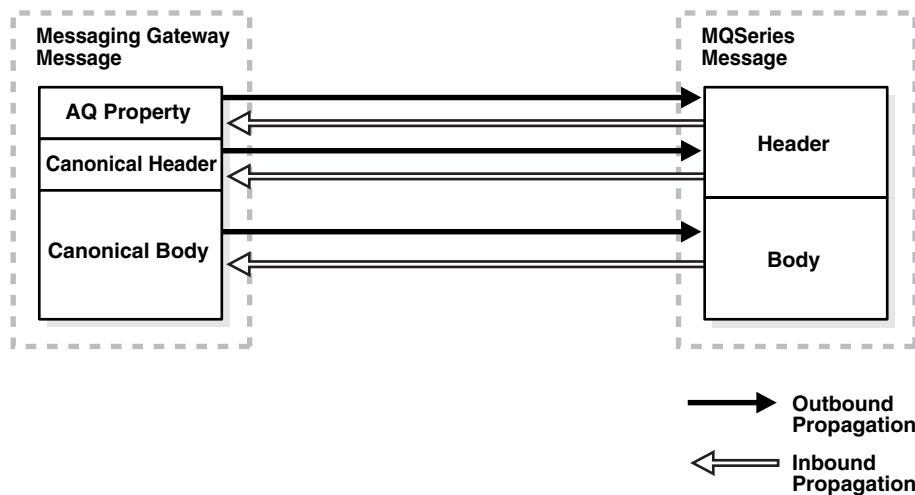 Messaging Gateway
Message
AQ Property
Canonical Header
Canonical Body
MQSeries
Message
Header
Body
Outbound
Propagation
Inbound
Propagation